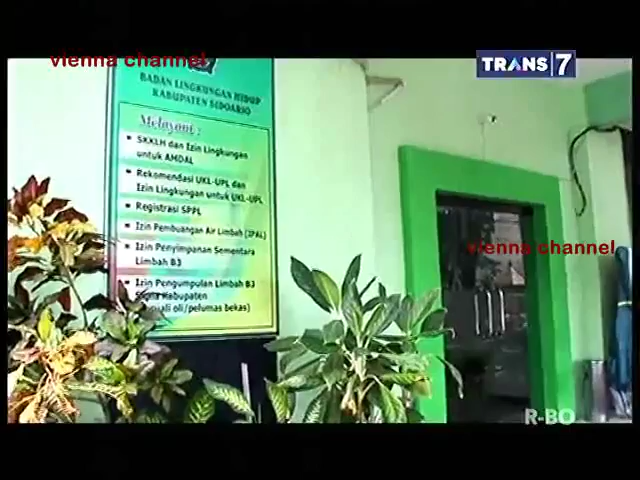 vienna channel
TRANS|7
BADAN LINGKUNGAN HIDUP
KABUPATEN SIDOARJO
Melayani :
SKKLH dan Izin Lingkungan
untuk AMDAL
Rekomendasi UKL-UPL dan
Izin Lingkungan untuk UKL-UPL
Registrasi SPPL
Izin Pembuangan Air Limbah (IPAL)
Izin Penyimpanan Sementara
Limbah B3
Izin Pengumpulan Limbah B3
Kabupaten
oli/pelumas bekas)
vienna channel
R-BO